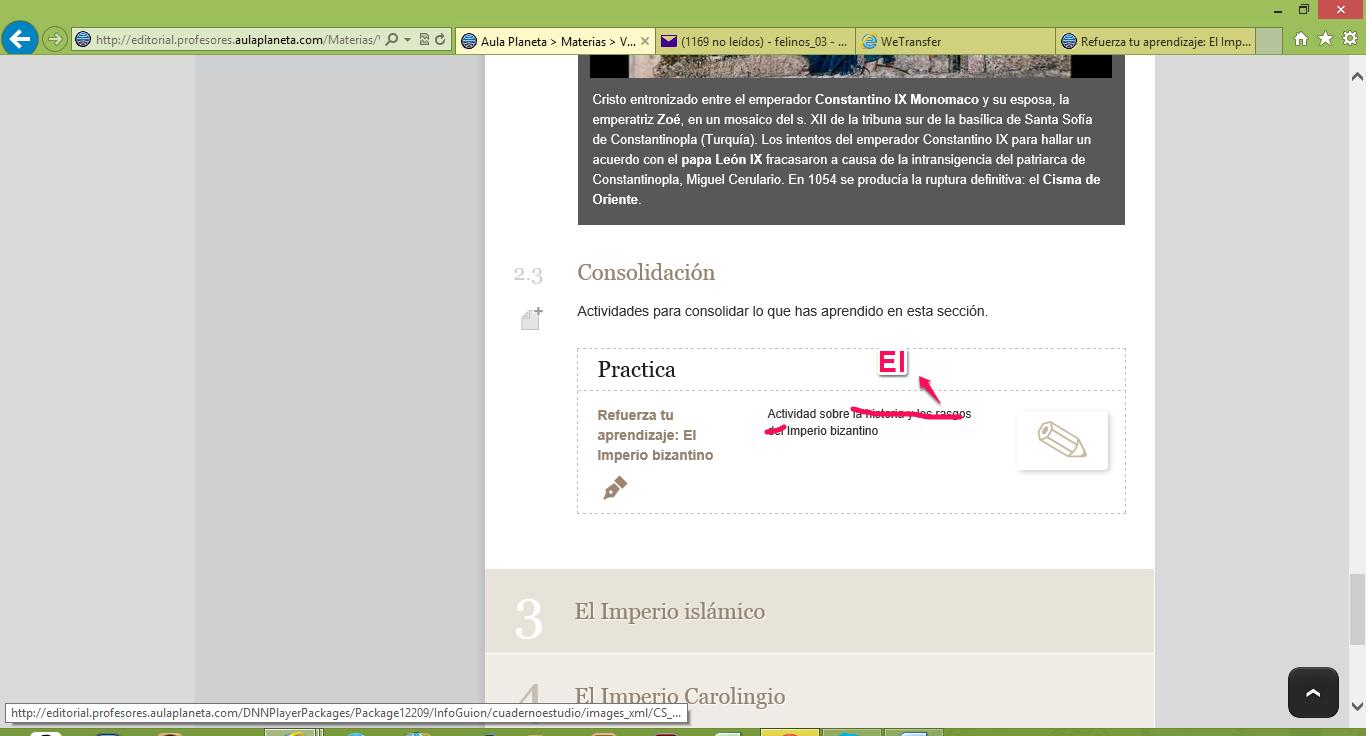 http://editorial.profesores.aulaplaneta.com/Materias/
Aula Planeta > Materias > V...
(1169 no leídos) - felinos_03 - ...
WeTransfer
Refuerza tu aprendizaje: El Imp...
Cristo entronizado entre el emperador Constantino IX Monomaco y su esposa, la
emperatriz Zoé, en un mosaico del s. XII de la tribuna sur de la basílica de Santa Sofía
de Constantinopla (Turquía). Los intentos del emperador Constantino IX para hallar un
acuerdo con el papa León IX fracasaron a causa de la intransigencia del patriarca de
Constantinopla, Miguel Cerulario. En 1054 se producía la ruptura definitiva: el Cisma de
Oriente.
2.3 Consolidación
Actividades para consolidar lo que has aprendido en esta sección.
Practica
El
Refuerza tu
aprendizaje: El
Imperio bizantino
Actividad sobre la historia y los rasgos
del Imperio bizantino
3 El Imperio islámico
4 El Imperio Carolingio
http://editorial.profesores.aulaplaneta.com/DNNPlayerPackages/Package12209/InfoGuion/cuadernoestudio/images_xml/CS_...